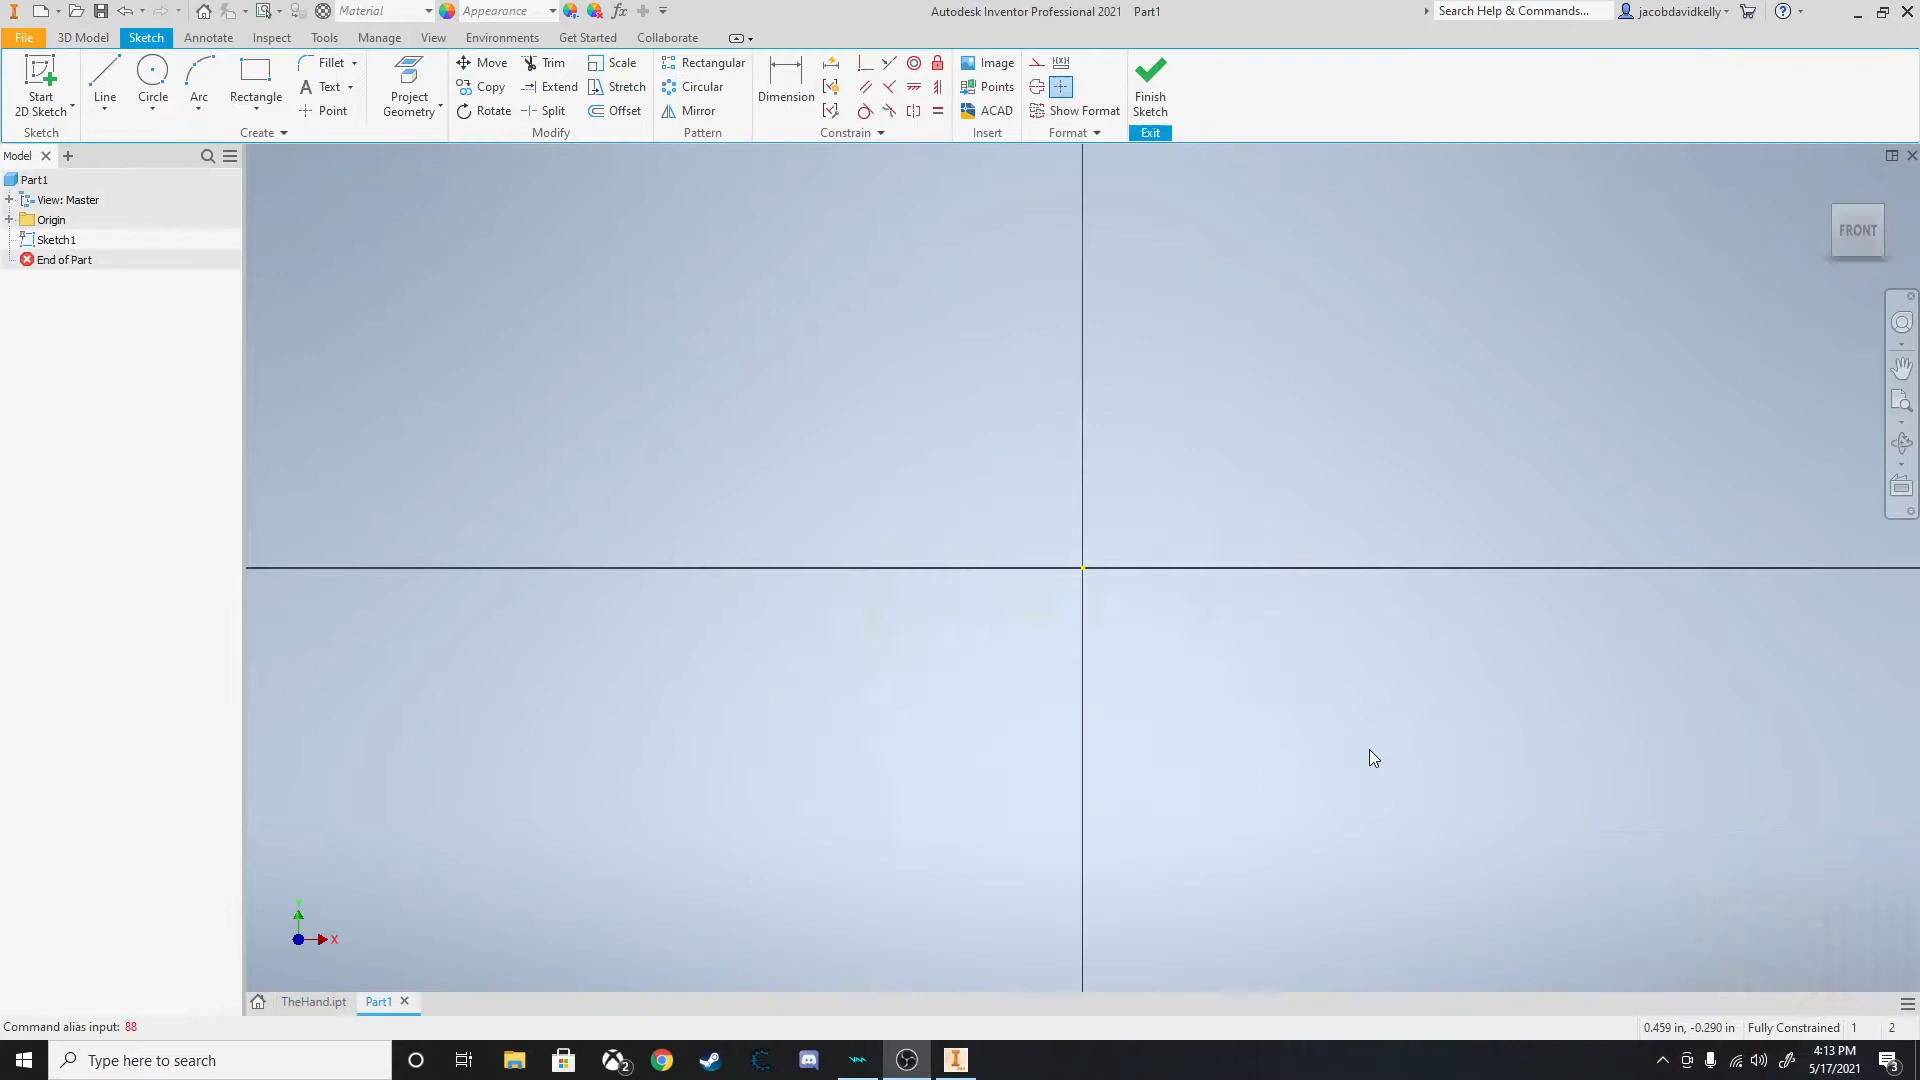 Material
Appearance
fx
Autodesk Inventor Professional 2021 Part1
Search Help & Commands...
jacobdavidkelly
File
3D Model
Sketch
Annotate
Inspect
Tools
Manage
View
Environments
Get Started
Collaborate
Start
2D Sketch
Line
Circle
Arc
Rectangle
Fillet
Text
Point
Project
Geometry
Move
Copy
Rotate
Trim
Extend
Split
Scale
Stretch
Offset
Rectangular
Circular
Mirror
Dimension
Image
Points
ACAD
Show Format
Finish
Sketch
Sketch
Create
Modify
Pattern
Constrain
Insert
Format
Exit
Model
Part1
View: Master
Origin
Sketch1
End of Part
FRONT
Y
X
TheHand.ipt
Part1
Command alias input: 88
0.459 in, -0.290 in
Fully Constrained
1
2
Type here to search
2
4:13 PM
5/17/2021
3